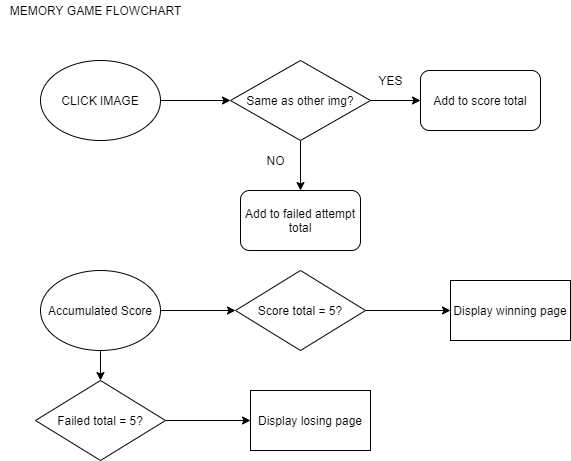 MEMORY GAME FLOWCHART
CLICK IMAGE
Same as other img?
YES
Add to score total
NO
Add to failed attempt
total
Accumulated Score
Score total = 5?
Display winning page
Failed total = 5?
Display losing page